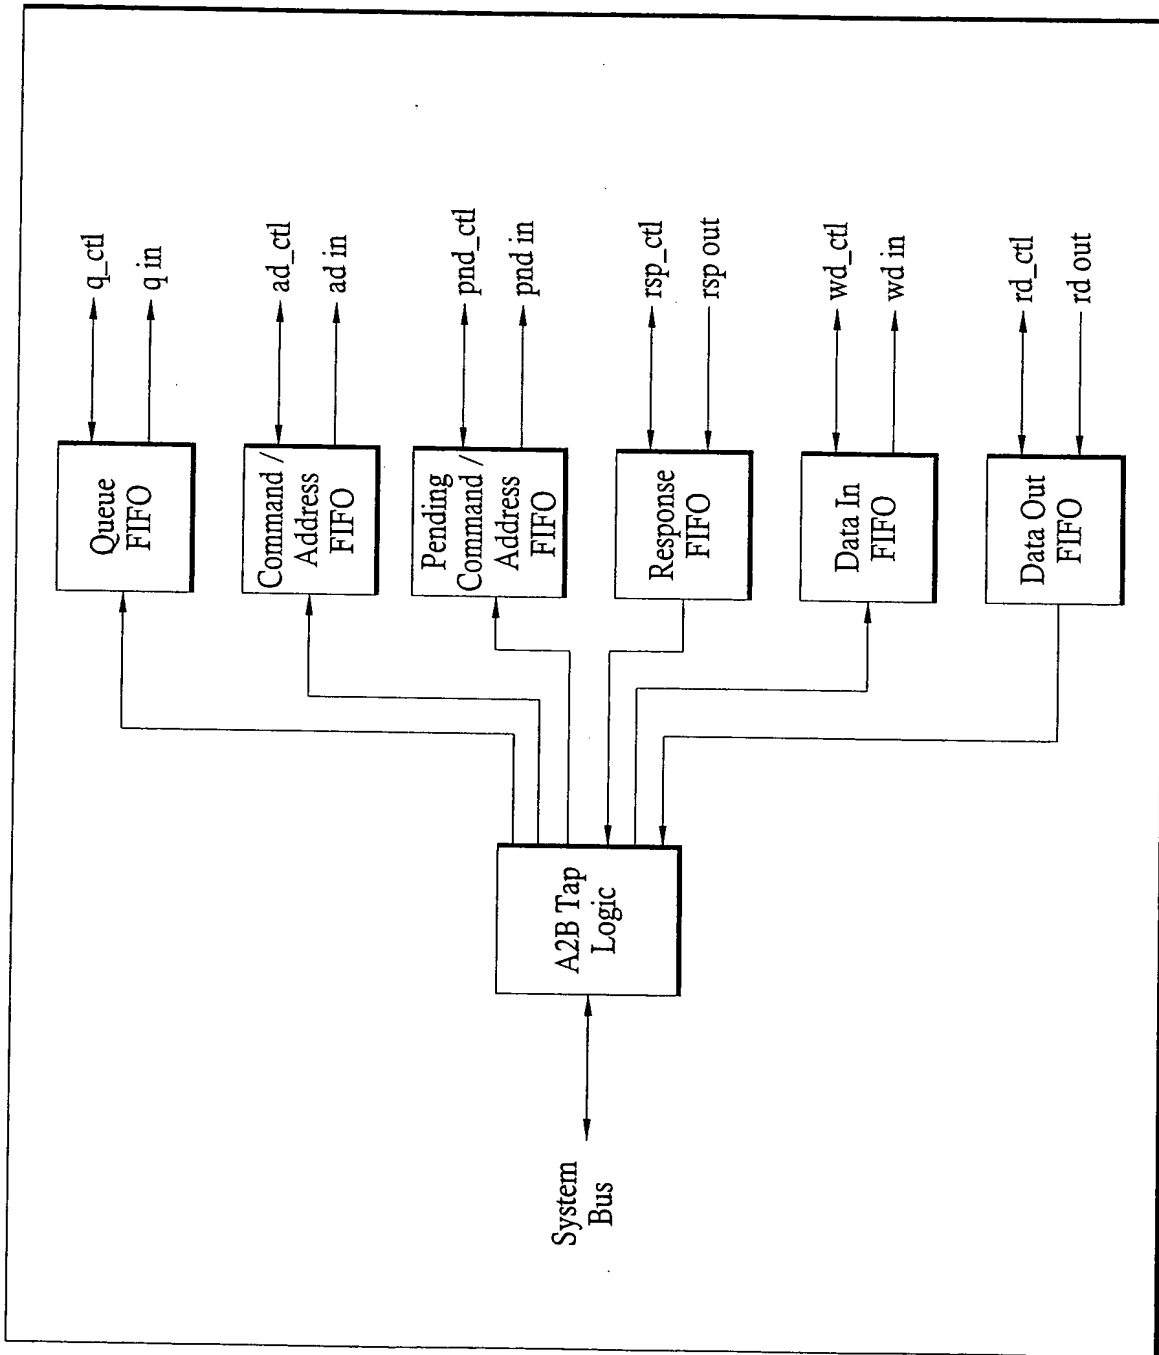 System
Bus
A2B Tap
Logic
Queue
FIFO
q_ctl
q in
Command /
Address
FIFO
ad_ctl
ad in
Pending
Command /
Address
FIFO
pnd_ctl
pnd in
Response
FIFO
rsp_ctl
rsp out
Data In
FIFO
wd_ctl
wd in
Data Out
FIFO
rd_ctl
rd out